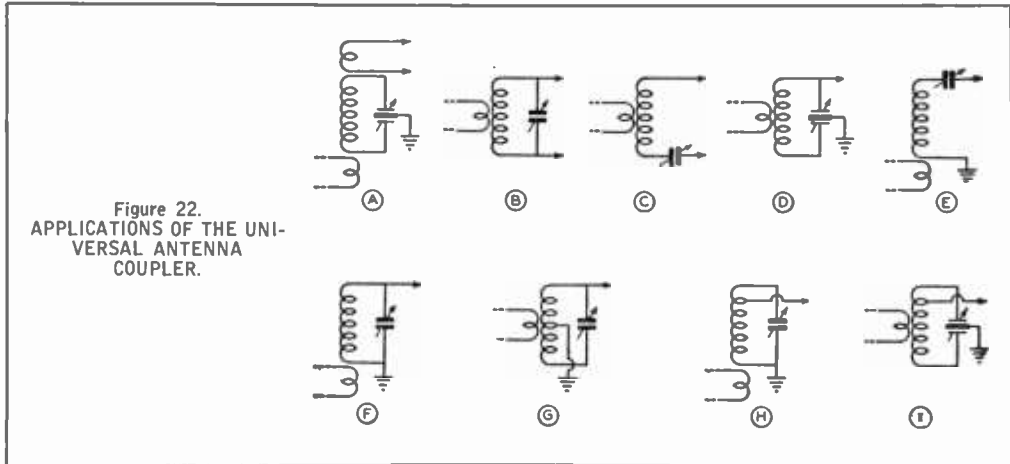 A
B
C
D
E
Figure 22.
APPLICATIONS OF THE UNI-
VERSAL ANTENNA
COUPLER.
F
G
H
I